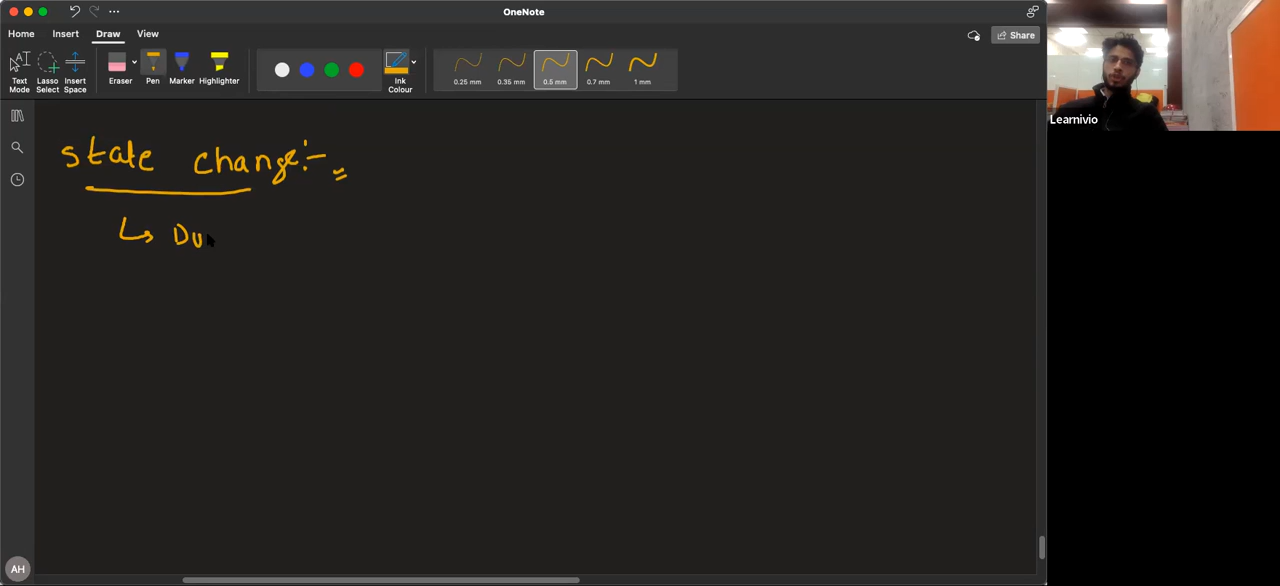 OneNote
Home Insert Draw View
Share
Text Mode
Lasso Select
Insert Space
Eraser
Pen
Marker
Highlighter
Ink Colour
0.25 mm
0.35 mm
0.5 mm
0.7 mm
1 mm
Learnivio
state change:-
↳ Du
AH